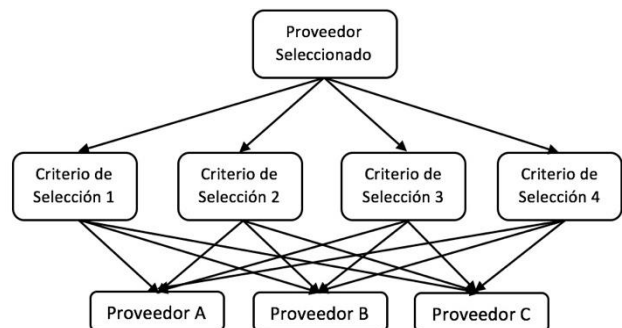 Proveedor
Seleccionado
Criterio de
Selección 1
Criterio de
Selección 2
Criterio de
Selección 3
Criterio de
Selección 4
Proveedor A
Proveedor B
Proveedor C